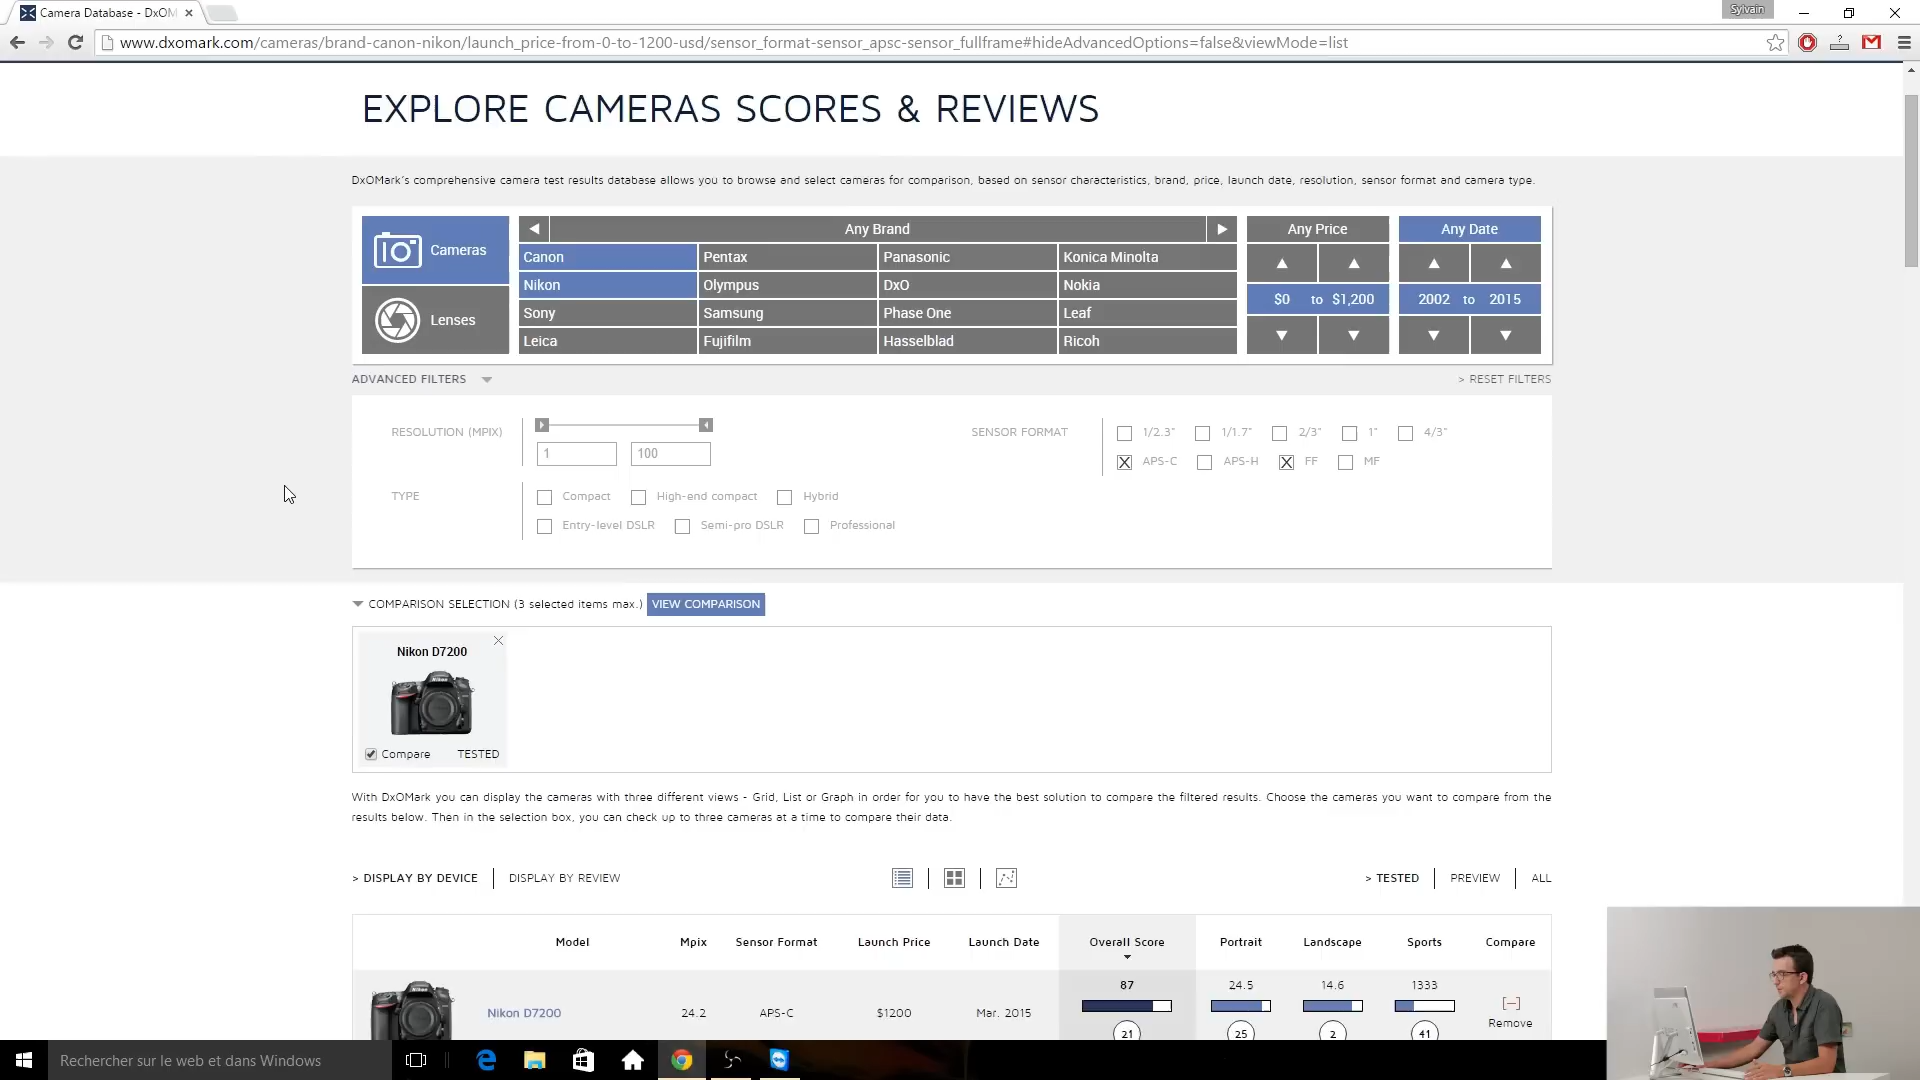 Camera Database - DxOM
Sylvain
www.dxomark.com/cameras/brand-canon-nikon/launch_price-from-0-to-1200-usd/sensor_format-sensor_apsc-sensor_fullframe#hideAdvancedOptions=false&viewMode=list
EXPLORE CAMERAS SCORES & REVIEWS
DxOMark's comprehensive camera test results database allows you to browse and select cameras for comparison, based on sensor characteristics, brand, price, launch date, resolution, sensor format and camera type.
Cameras
Lenses
Any Brand
Canon Pentax Panasonic Konica Minolta
Nikon Olympus DxO Nokia
Sony Samsung Phase One Leaf
Leica Fujifilm Hasselblad Ricoh
Any Price
$0 to $1,200
Any Date
2002 to 2015
ADVANCED FILTERS
> RESET FILTERS
RESOLUTION (MPIX)
1 100
SENSOR FORMAT
1/2.3" 1/1.7" 2/3" 1" 4/3"
APS-C APS-H FF MF
TYPE
Compact High-end compact Hybrid
Entry-level DSLR Semi-pro DSLR Professional
COMPARISON SELECTION (3 selected items max.) VIEW COMPARISON
Nikon D7200
Nikon
Compare TESTED
With DxOMark you can display the cameras with three different views - Grid, List or Graph in order for you to have the best solution to compare the filtered results. Choose the cameras you want to compare from the
results below. Then in the selection box, you can check up to three cameras at a time to compare their data.
> DISPLAY BY DEVICE DISPLAY BY REVIEW
> TESTED PREVIEW ALL
Model Mpix Sensor Format Launch Price Launch Date Overall Score Portrait Landscape Sports Compare
Nikon
Nikon D7200 24.2 APS-C $1200 Mar. 2015
87 24.5 14.6 1333
21 25 2 41
[-]
Remove
Rechercher sur le web et dans Windows